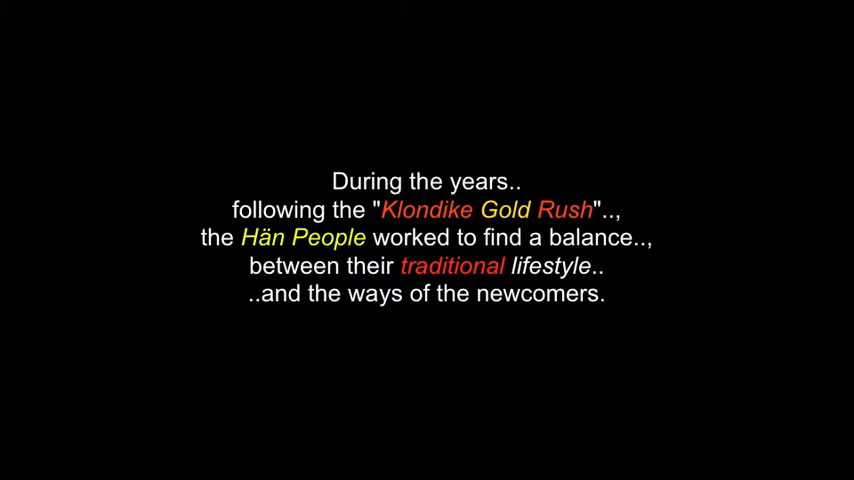 During the years..
following the "Klondike Gold Rush"..,
the Hän People worked to find a balance..,
between their traditional lifestyle..
..and the ways of the newcomers.